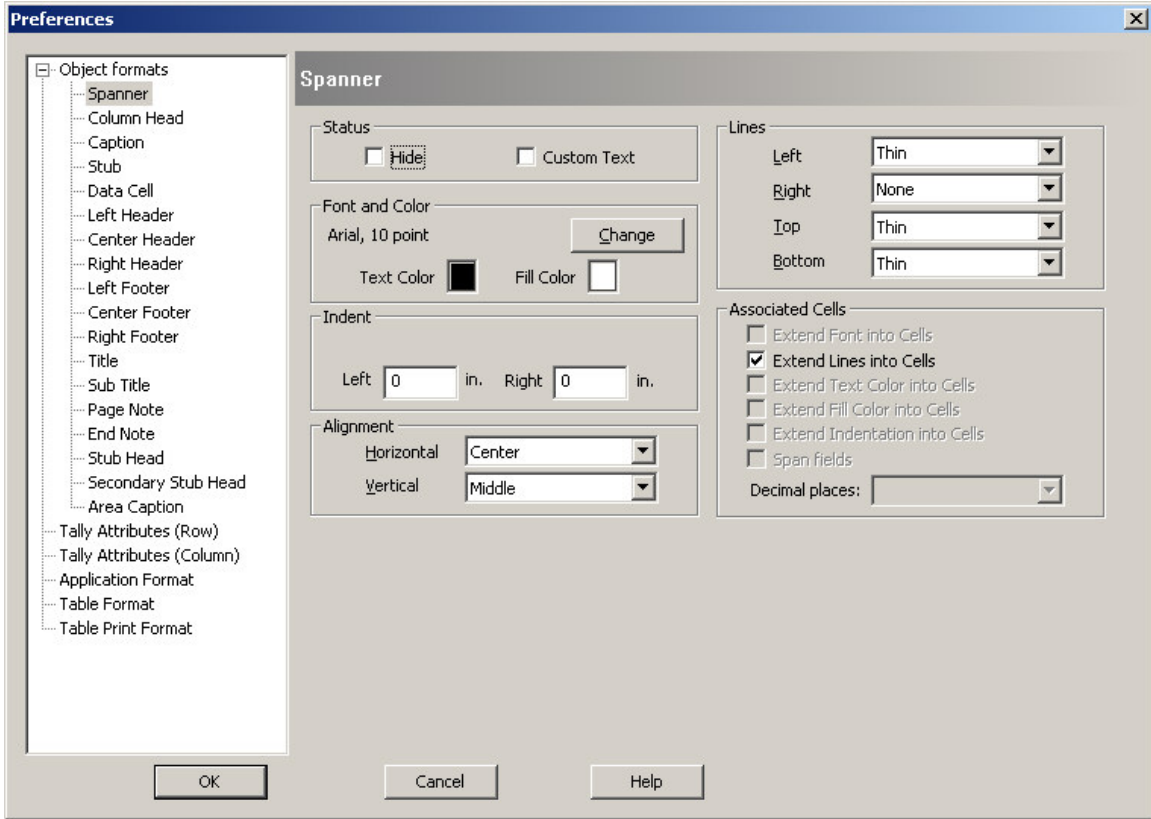 Preferences
Object formats
Spanner
Column Head
Caption
Stub
Data Cell
Left Header
Center Header
Right Header
Left Footer
Center Footer
Right Footer
Title
Sub Title
Page Note
End Note
Stub Head
Secondary Stub Head
Area Caption
Tally Attributes (Row)
Tally Attributes (Column)
Application Format
Table Format
Table Print Format
Spanner
Status
Hide Custom Text
Font and Color
Arial, 10 point Change
Text Color Fill Color
Indent
Left 0 in. Right 0 in.
Alignment
Horizontal Center
Vertical Middle
Lines
Left Thin
Right None
Top Thin
Bottom Thin
Associated Cells
Extend Font into Cells
Extend Lines into Cells
Extend Text Color into Cells
Extend Fill Color into Cells
Extend Indentation into Cells
Span fields
Decimal places:
OK Cancel Help